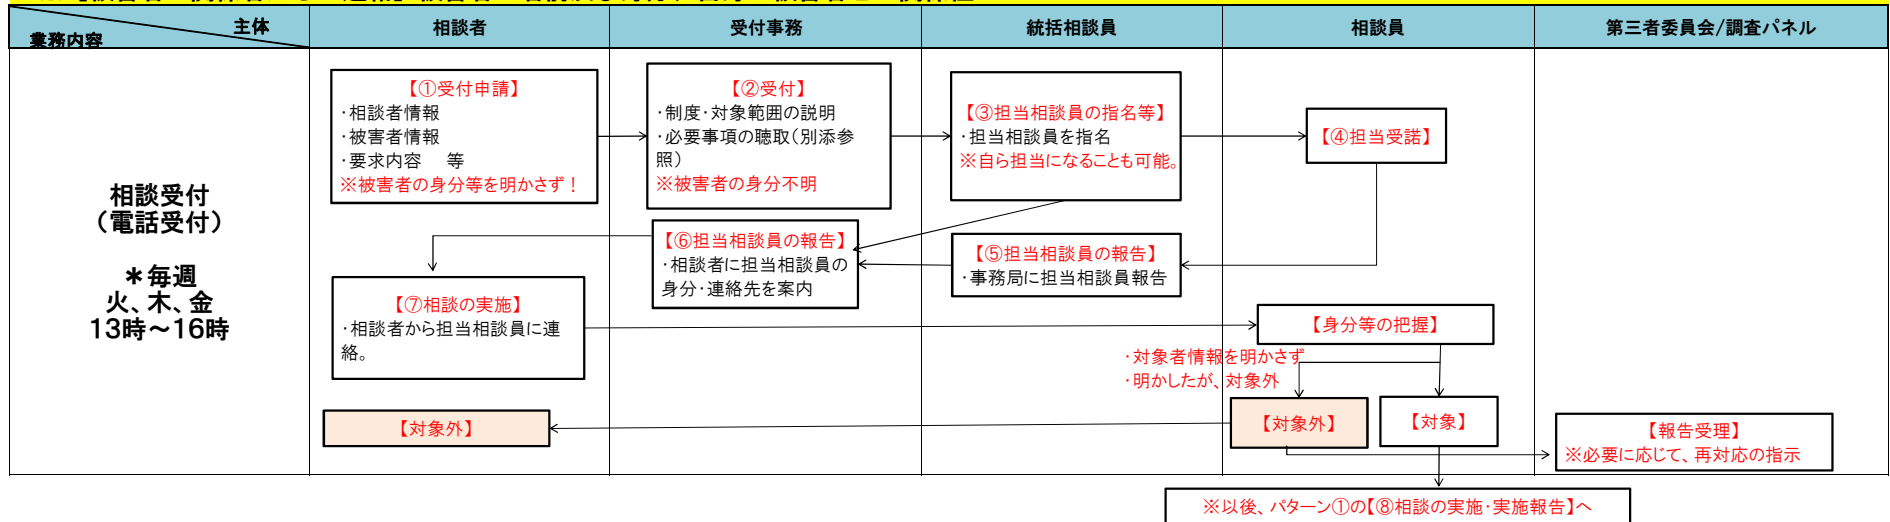 主体
業務内容
相談者
受付事務
統括相談員
相談員
第三者委員会/調査パネル
相談受付
（電話受付）
＊毎週
火、木、金
13時～16時
【①受付申請】
・相談者情報
・被害者情報
・要求内容　等
※被害者の身分等を明かさず！
【②受付】
・制度・対象範囲の説明
・必要事項の聴取（別添参
照）
※被害者の身分不明
【③担当相談員の指名等】
・担当相談員を指名
※自ら担当になることも可能。
【④担当受諾】
【⑤担当相談員の報告】
・事務局に担当相談員報告
【⑥担当相談員の報告】
・相談者に担当相談員の
身分・連絡先を案内
【⑦相談の実施】
・相談者から担当相談員に連
絡。
【身分等の把握】
・対象者情報を明かさず
・明かしたが、対象外
【対象外】
【対象外】
【対象】
【報告受理】
※必要に応じて、再対応の指示
※以後、パターン①の【⑧相談の実施・実施報告】へ